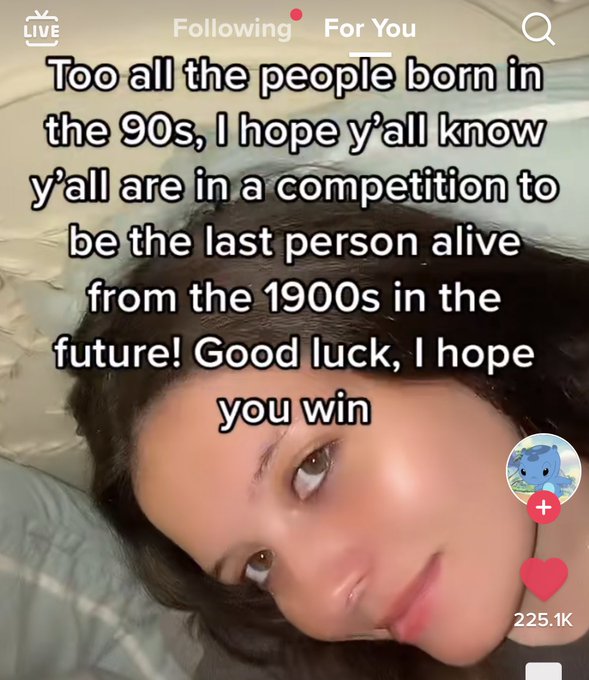 LIVE
Following For You
Too all the people born in
the 90s, I hope y’all know
y’all are in a competition to
be the last person alive
from the 1900s in the
future! Good luck, I hope
you win
225.1K